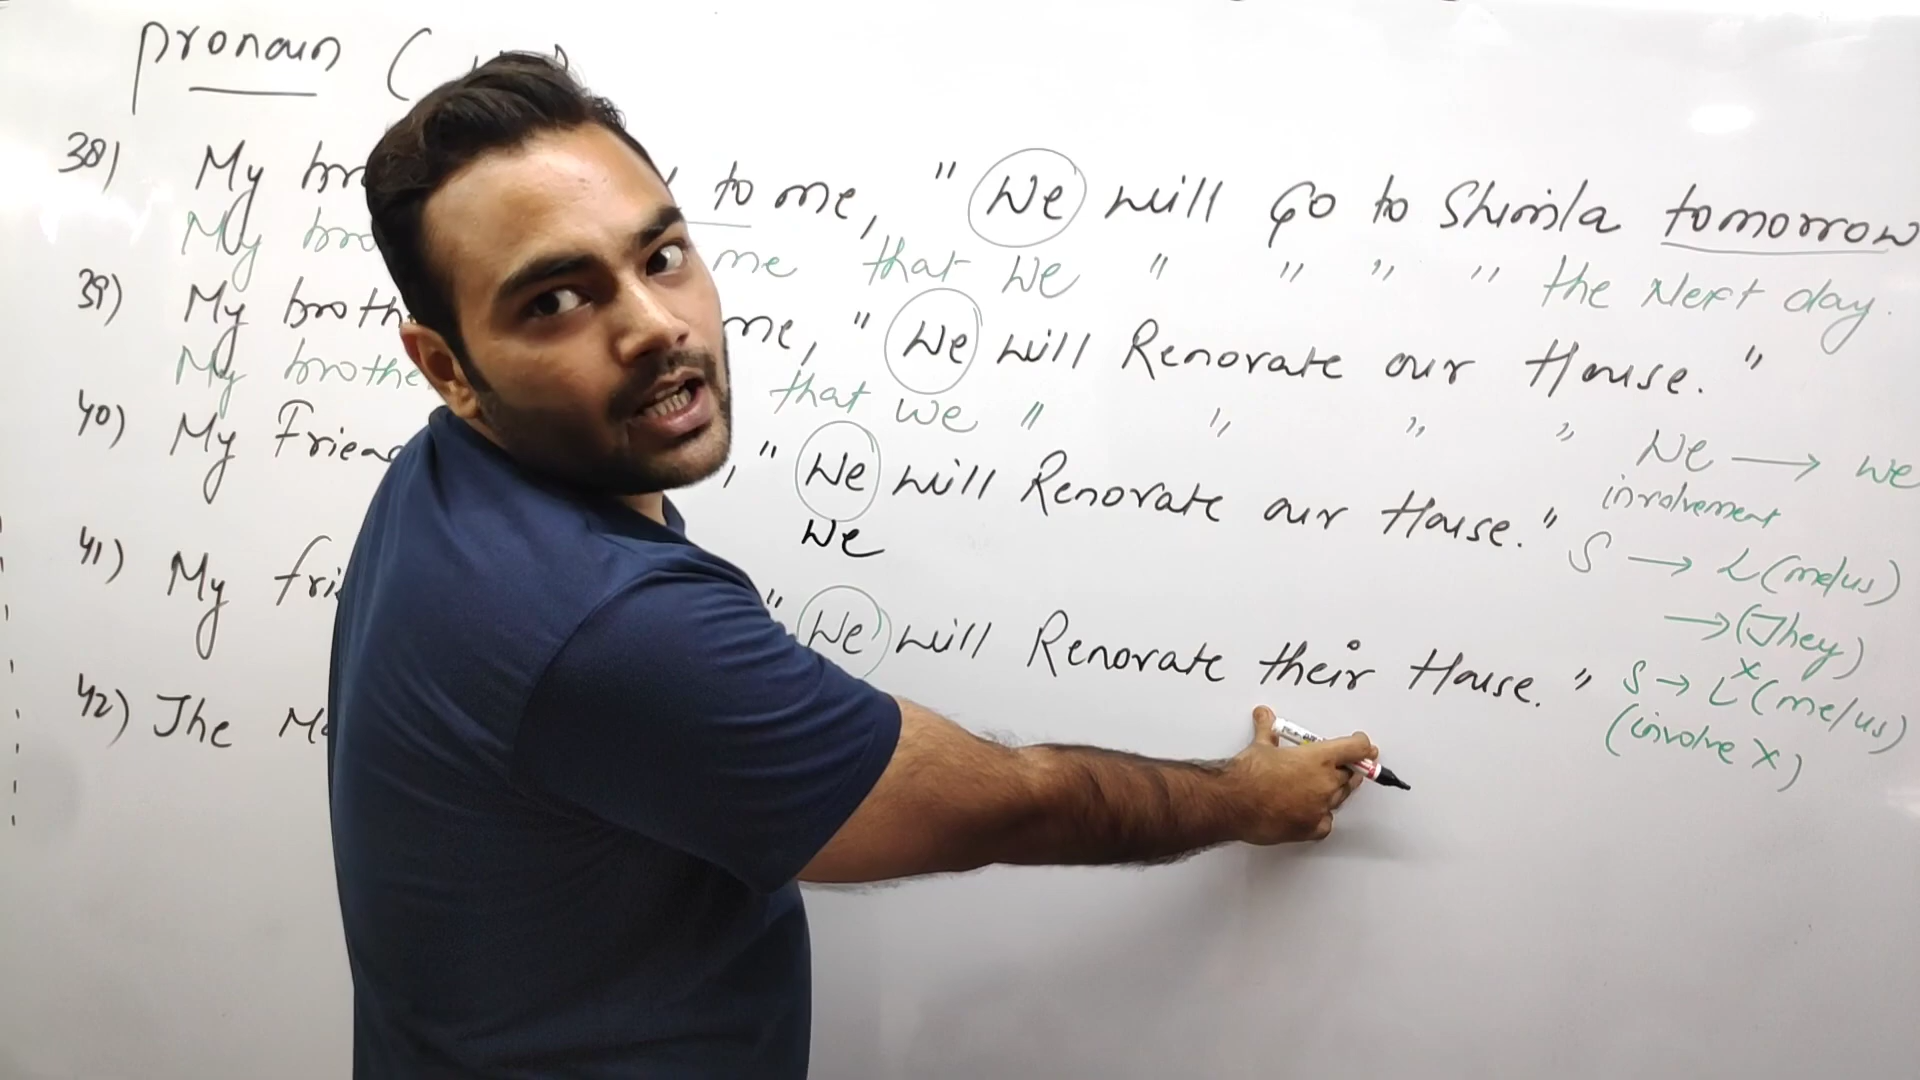 pronoun (
38) My bro to me, " We will Go to Shimla tomorrow
My bro me that We " " " " the Next day.
39) My broth me, " We will Renovate our House. "
My brothe that we " " " "
40) My Frien , " We will Renovate our House. "
We
We → we
involvement
S → L (me/us)
→ (They)
41) My fri " We will Renovate their House. "
S → L (me/us)
x
(involve X)
42) The Mo